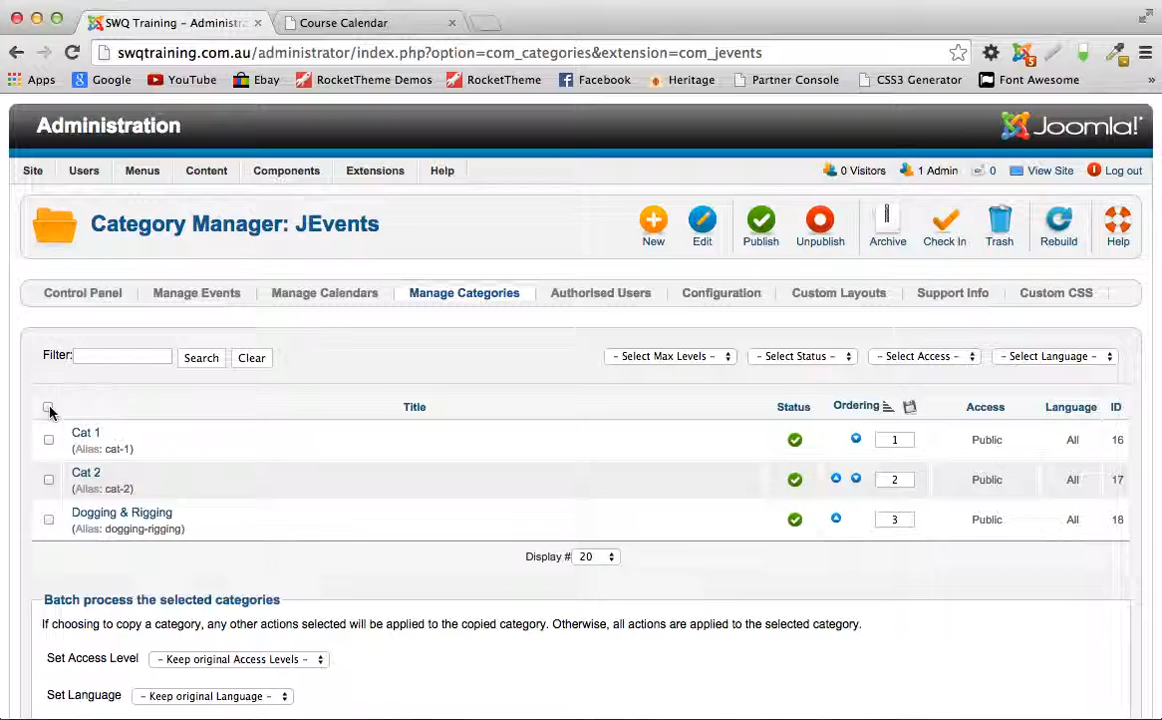 SWQ Training – Administra
Course Calendar
swqtraining.com.au/administrator/index.php?option=com_categories&extension=com_jevents
Apps Google YouTube Ebay RocketTheme Demos RocketTheme Facebook Heritage Partner Console CSS3 Generator Font Awesome
Administration
Joomla!
Site Users Menus Content Components Extensions Help
0 Visitors 1 Admin 0 View Site Log out
Category Manager: JEvents
New Edit Publish Unpublish Archive Check In Trash Rebuild Help
Control Panel Manage Events Manage Calendars Manage Categories Authorised Users Configuration Custom Layouts Support Info Custom CSS
Filter: Search Clear
- Select Max Levels - - Select Status - - Select Access - - Select Language -
Title Status Ordering Access Language ID
Cat 1
(Alias: cat-1)
1 Public All 16
Cat 2
(Alias: cat-2)
2 Public All 17
Dogging & Rigging
(Alias: dogging-rigging)
3 Public All 18
Display # 20
Batch process the selected categories
If choosing to copy a category, any other actions selected will be applied to the copied category. Otherwise, all actions are applied to the selected category.
Set Access Level - Keep original Access Levels -
Set Language - Keep original Language -